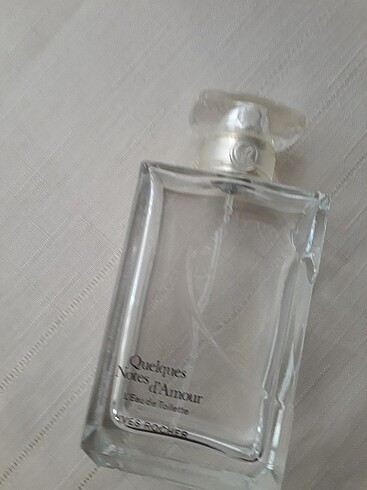 Quelques
Notes d'Amour
L'Eau de Toilette
YVES ROCHER